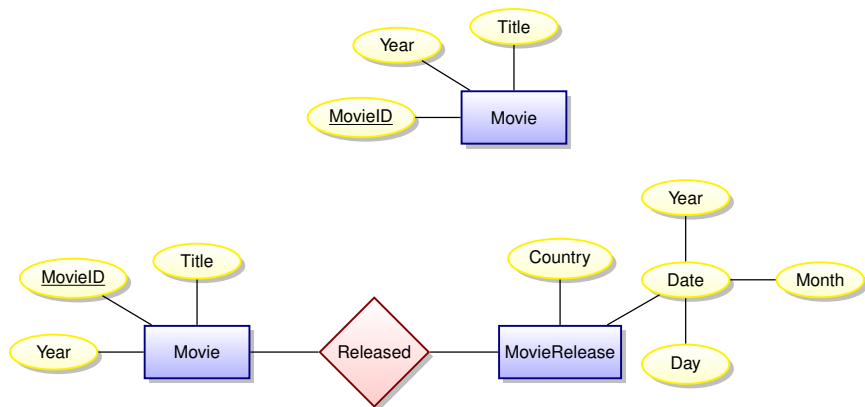 Title
Year
MovieID
Movie
Year
MovieID
Title
Country
Date
Month
Year
Movie
Released
MovieRelease
Day